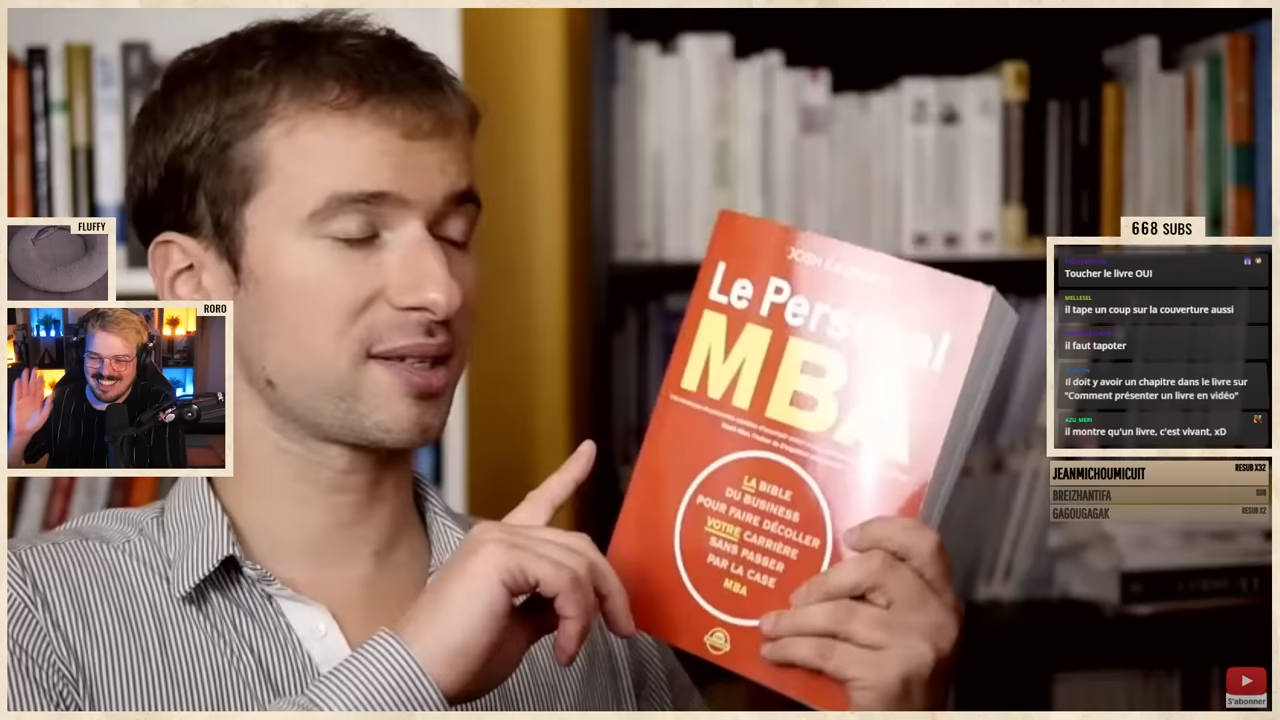 FLUFFY
RORO
JOSH
Le Personal
MBA
LA BIBLE
DU BUSINESS
POUR FAIRE DÉCOLLER
VOTRE CARRIÈRE
SANS PASSER
PAR LA CASE
MBA
668 SUBS
Toucher le livre OUI
MELLESEL
il tape un coup sur la couverture aussi
il faut tapoter
Il doit y avoir un chapitre dans le livre sur
"Comment présenter un livre en vidéo"
AZU MERI
il montre qu'un livre, c'est vivant, xD
JEANMICHOUMICUIT RESUB X32
BREIZHANTIFA SUB
GAGOUGAGAK RESUB X2
S'abonner